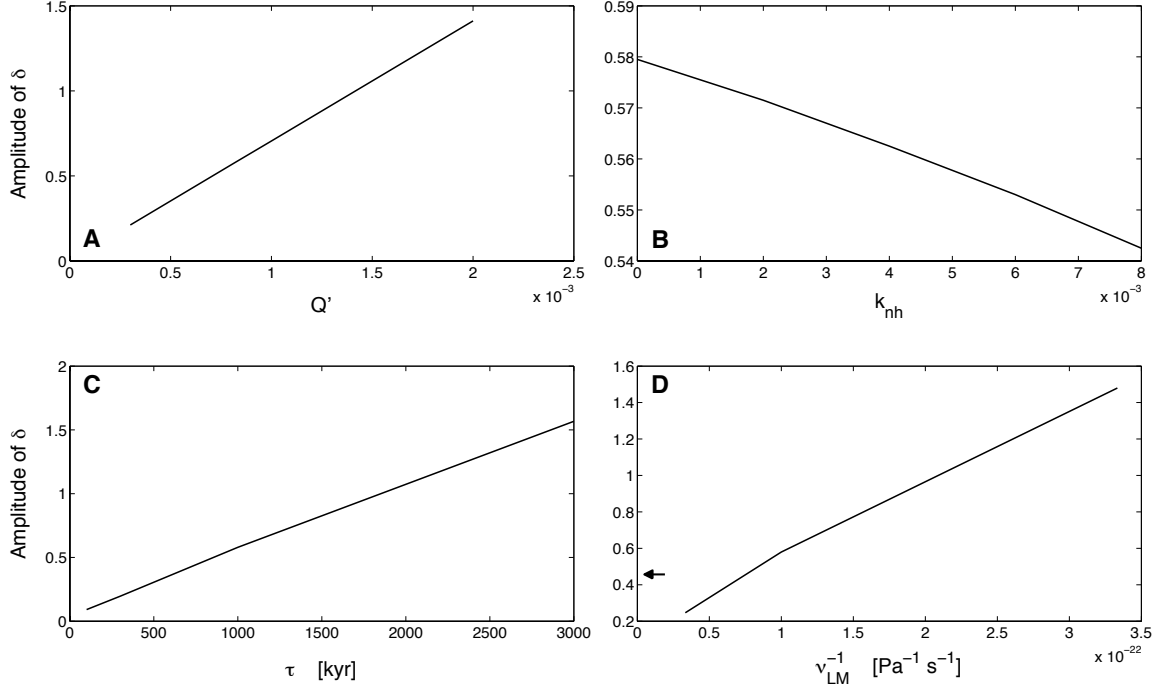 1.5
1
0.5
0
Amplitude of δ
A
0 0.5 1 1.5 2 2.5
x 10⁻³
Q’
0.59
0.58
0.57
0.56
0.55
0.54
B
0 1 2 3 4 5 6 7 8
x 10⁻³
k_nh
2
1.5
1
0.5
0
Amplitude of δ
C
0 500 1000 1500 2000 2500 3000
τ [kyr]
1.6
1.4
1.2
1
0.8
0.6
0.4
0.2
D
0 0.5 1 1.5 2 2.5 3 3.5
x 10⁻²²
ν_LM⁻¹ [Pa⁻¹ s⁻¹]